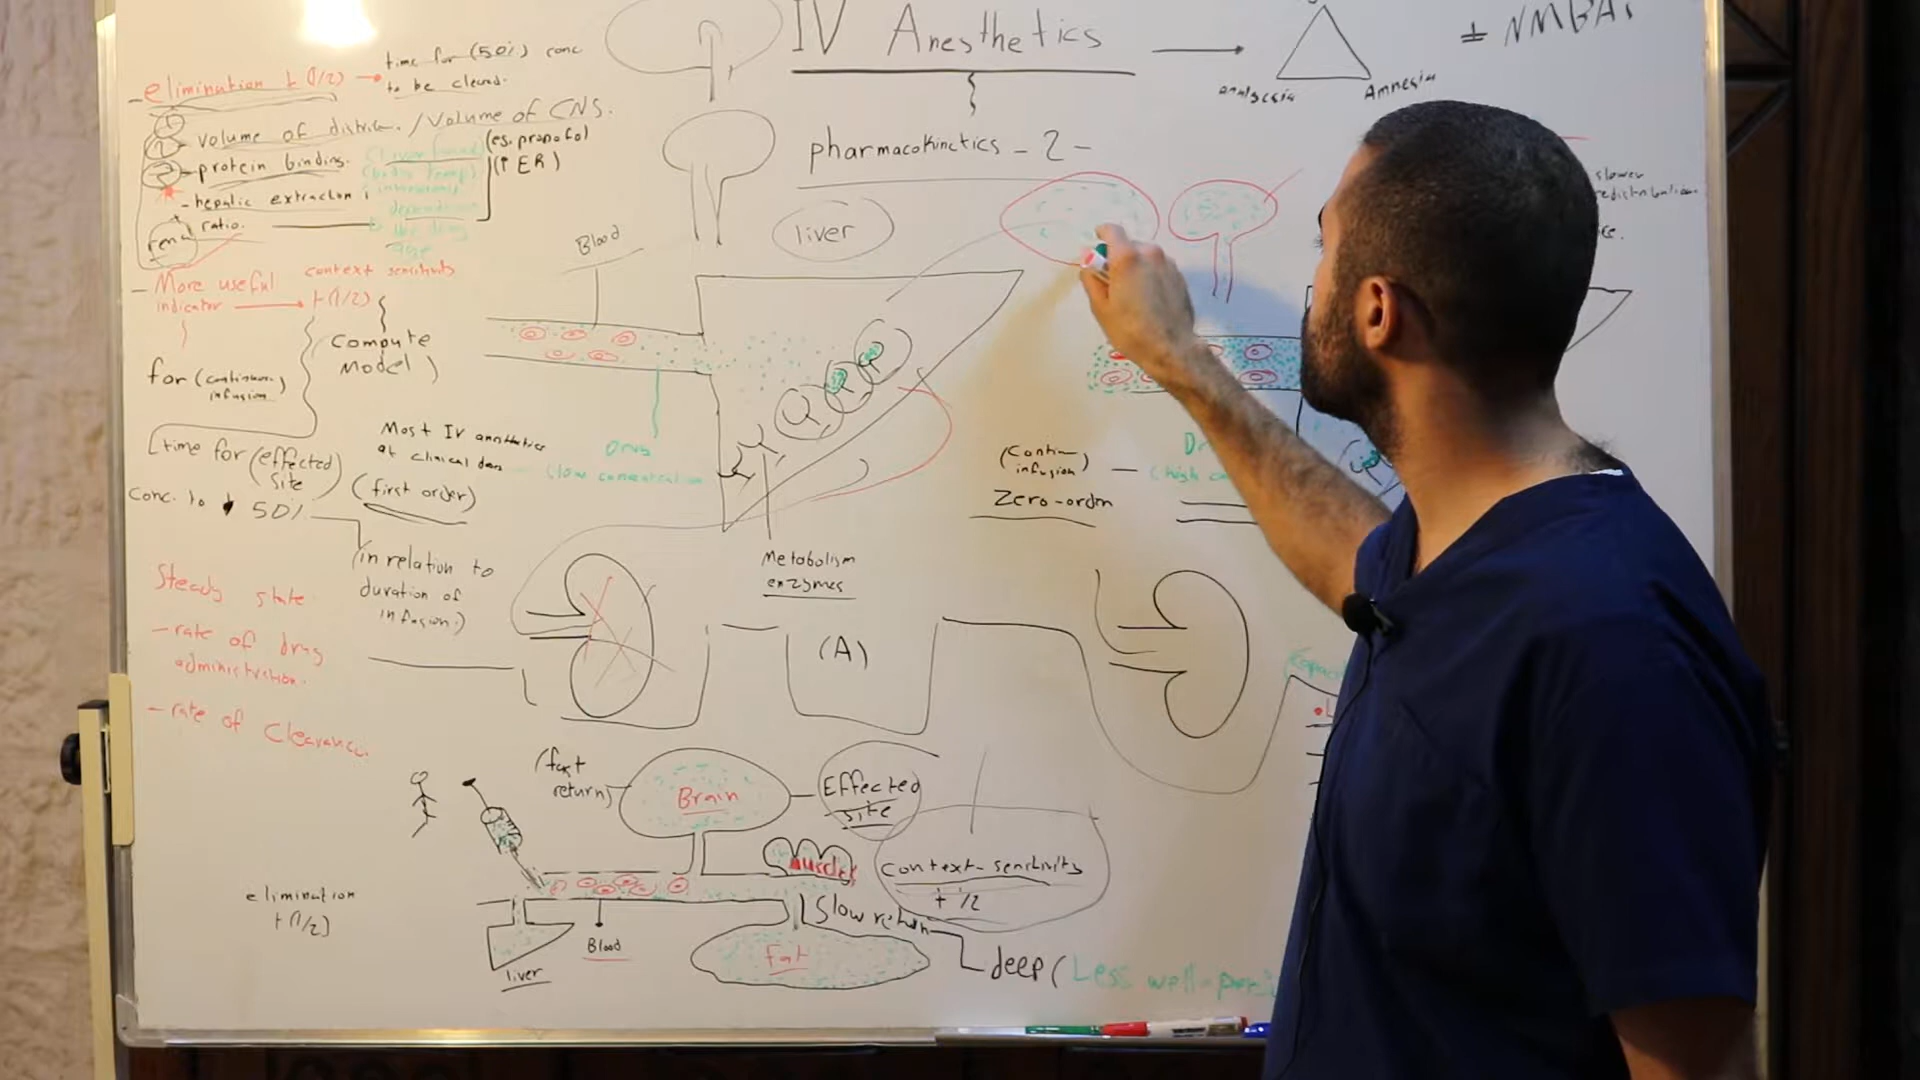 IV Anesthetics
± NMBAs
analgesia
Amnesia
pharmacokinetics - 2 -
elimination t (1/2)
time for (50%) conc
to be cleared.
volume of distrib. / Volume of CNS.
protein binding.
(eg. propofol
(↑ ER)
- hepatic extraction
ratio.
renal
- More useful
indicator
context sensitivity
t(1/2)
Compute
Model
for (continuous
infusion)
time for (effected
site)
conc. to ↓ 50%
Most IV anesthetics
at clinical doses
(first order)
(in relation to
duration of
infusion.)
Steady state
- rate of drug
administration.
- rate of Clearance.
Blood
liver
Drug
(low concentration
Metabolism
enzymes
(A)
slower
redistribution.
(Contin
infusion)
Zero-orden
(fast
return)
Brain
Effected
site
muscles
context-sensitivity
t 1/2
elimination
t (1/2)
liver
Blood
Fat
Slow return
deep (Less well-